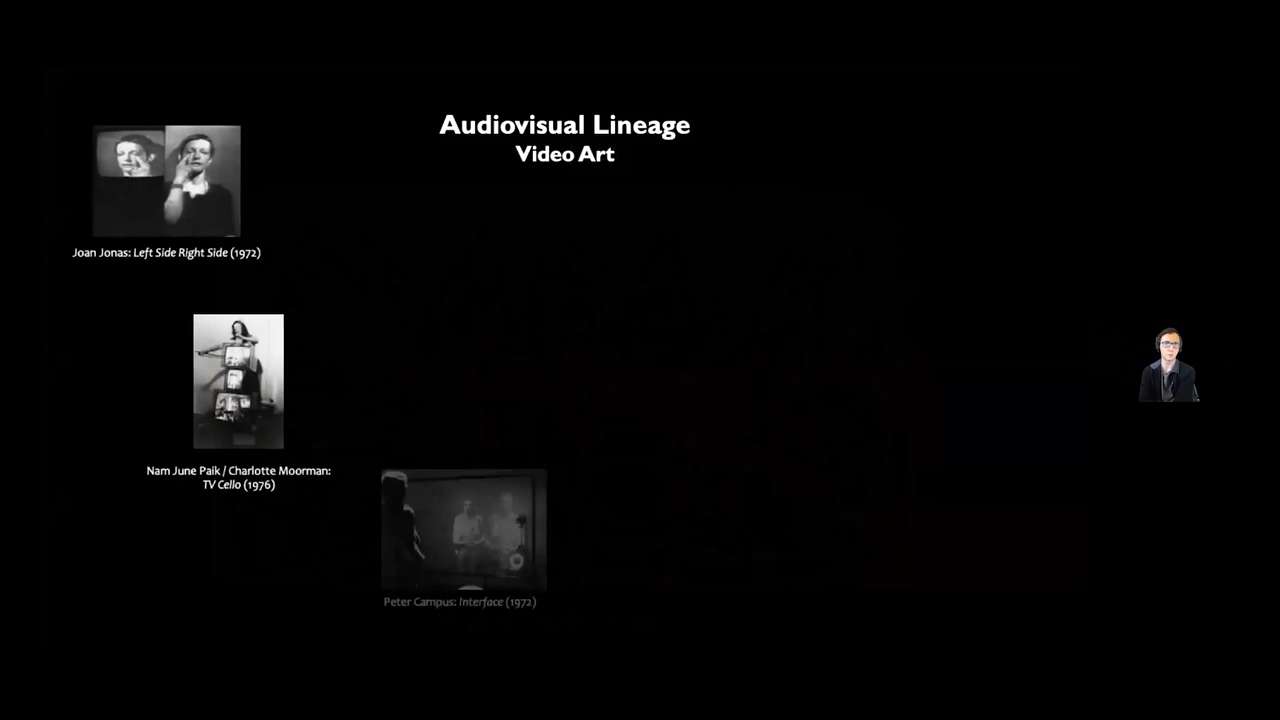 Audiovisual Lineage
Video Art
Joan Jonas: Left Side Right Side (1972)
Nam June Paik / Charlotte Moorman:
TV Cello (1976)
Peter Campus: Interface (1972)